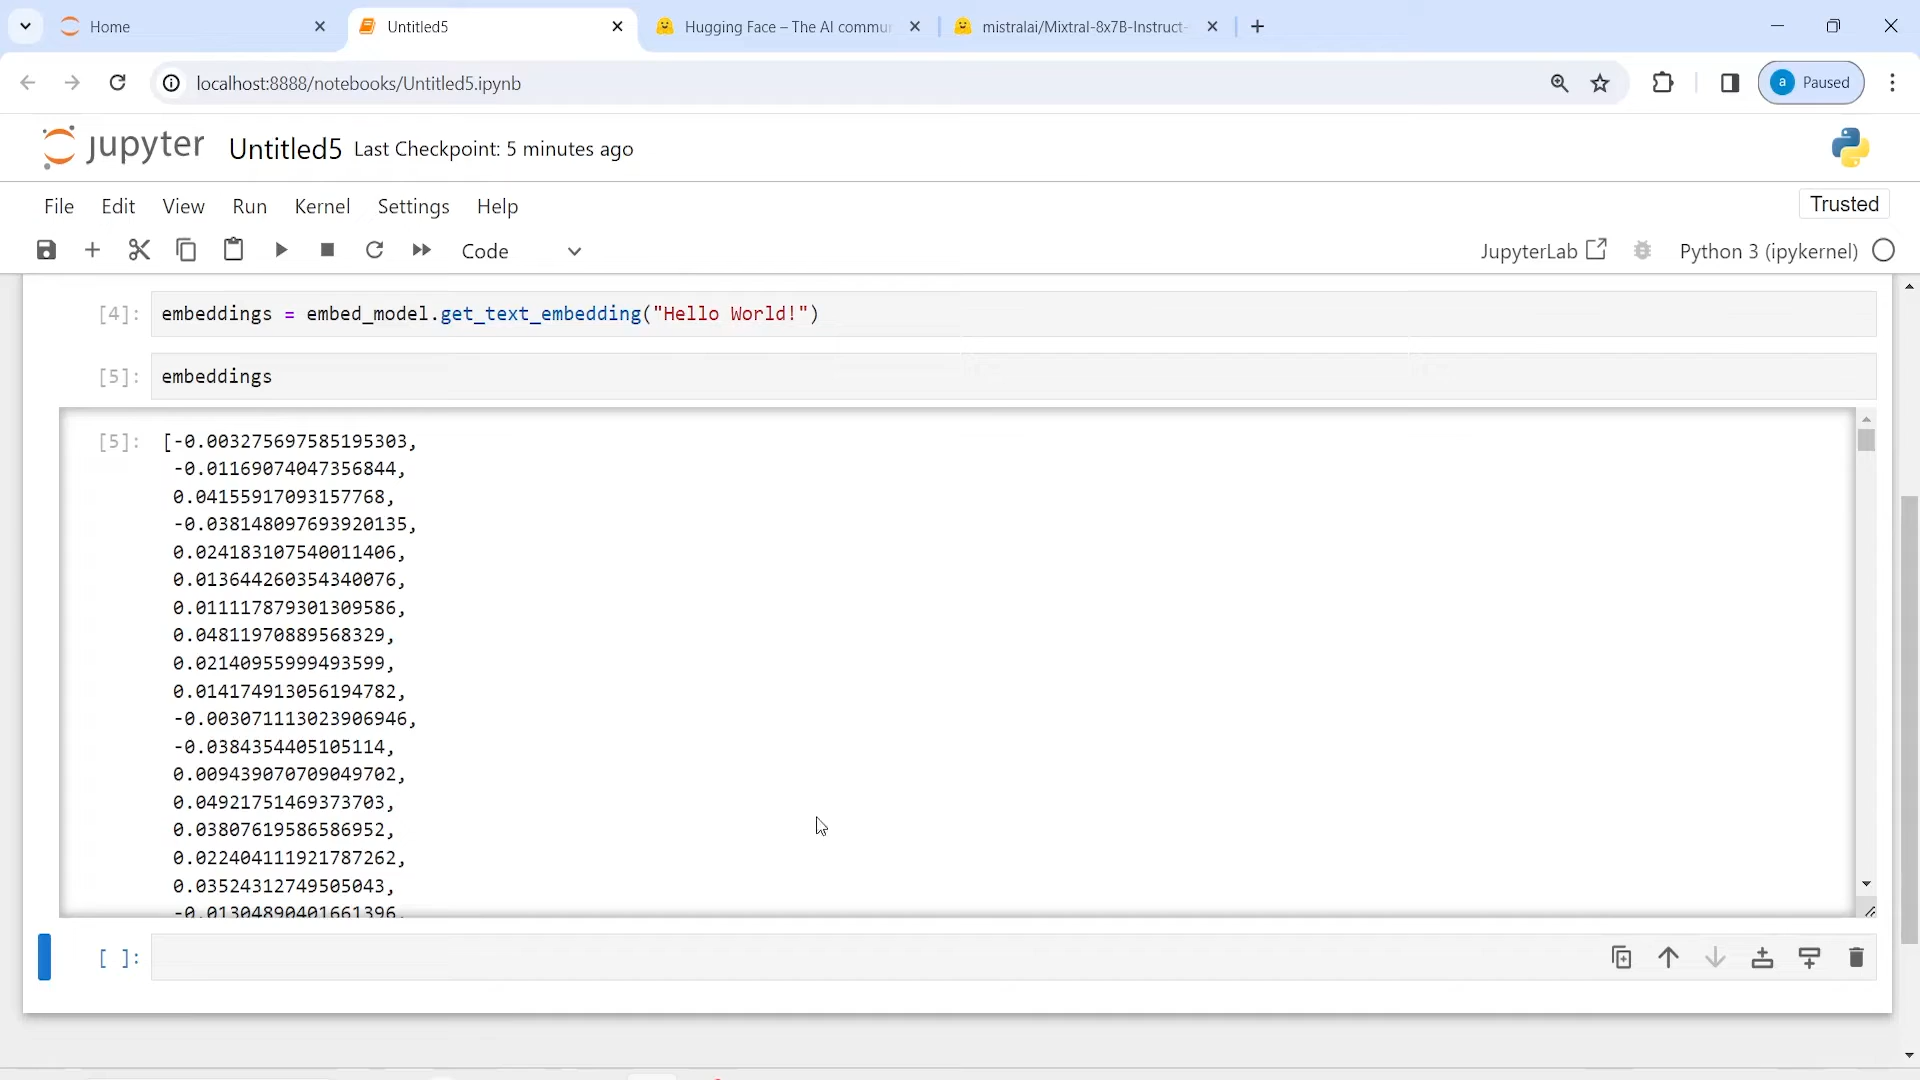 Home
Untitled5
Hugging Face – The AI commu
mistralai/Mixtral-8x7B-Instruct-
localhost:8888/notebooks/Untitled5.ipynb
a Paused
jupyter Untitled5 Last Checkpoint: 5 minutes ago
File Edit View Run Kernel Settings Help
Trusted
Code
JupyterLab
Python 3 (ipykernel)
[4]: embeddings = embed_model.get_text_embedding("Hello World!")
[5]: embeddings
[5]: [-0.003275697585195303,
-0.01169074047356844,
0.04155917093157768,
-0.038148097693920135,
0.024183107540011406,
0.013644260354340076,
0.011117879301309586,
0.04811970889568329,
0.02140955999493599,
0.014174913056194782,
-0.003071113023906946,
-0.0384354405105114,
0.009439070709049702,
0.04921751469373703,
0.03807619586586952,
0.022404111921787262,
0.03524312749505043,
-0.01304890401661396,
[ ]: